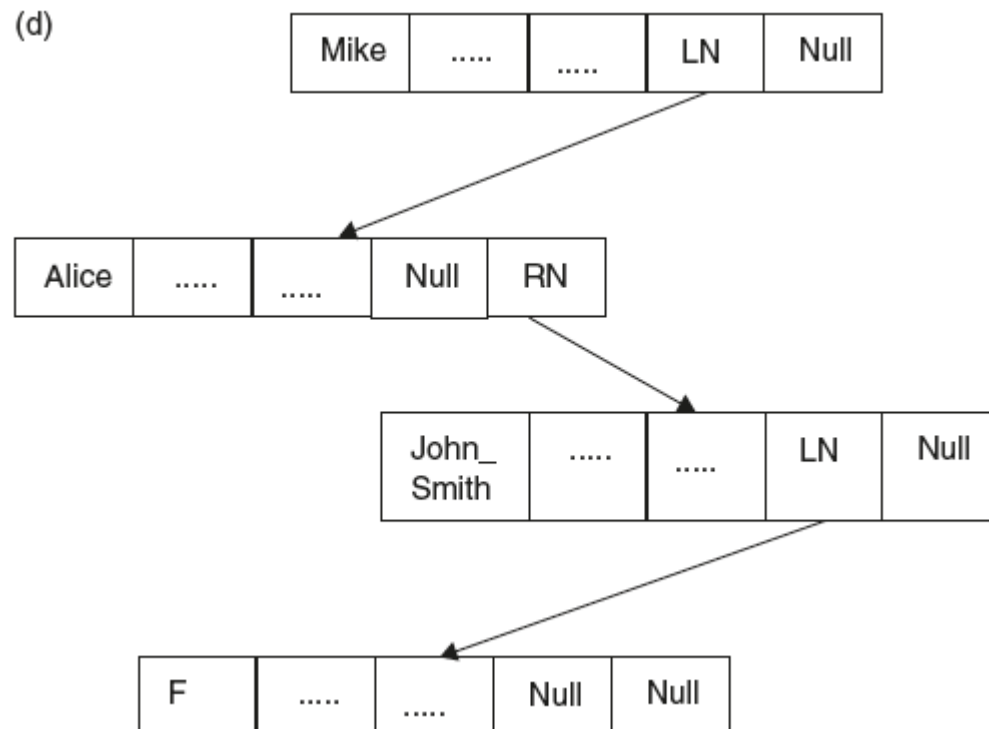 (d)
Mike ..... ..... LN Null
Alice ..... ..... Null RN
John_ ..... ..... LN Null
Smith
F ..... ..... Null Null